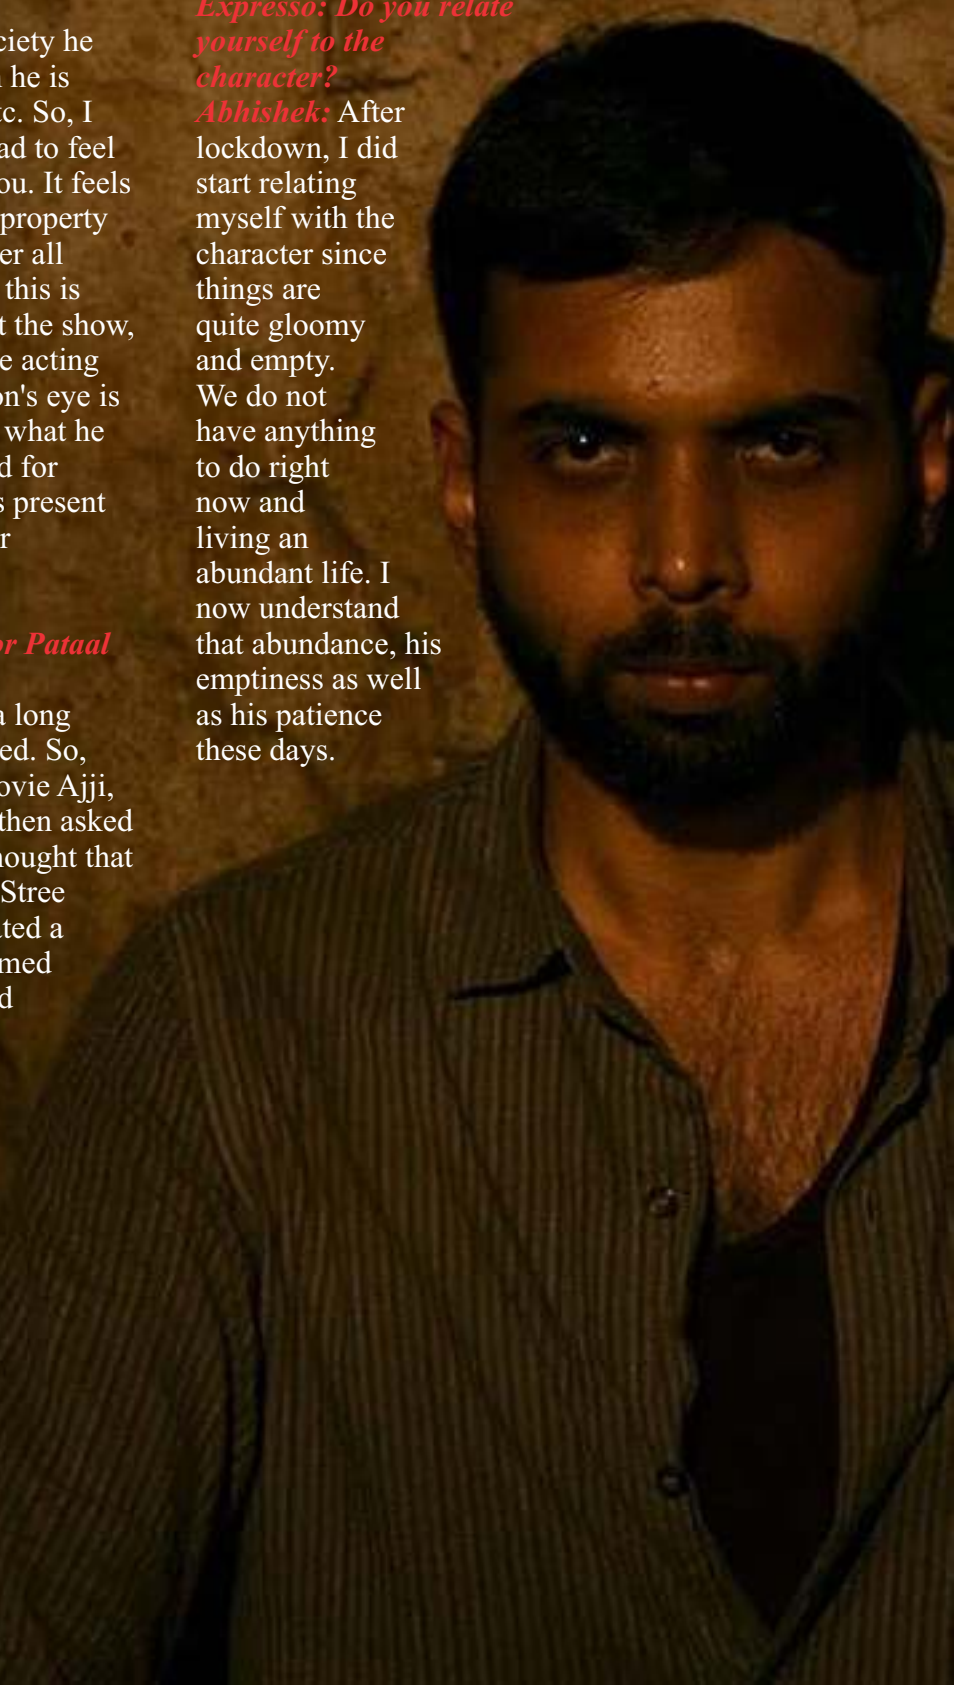 ciety he
he is
tc. So, I
ad to feel
ou. It feels
property
er all
this is
t the show,
e acting
on's eye is
what he
d for
s present
r
or Pataal
a long
ed. So,
ovie Ajji,
then asked
hought that
Stree
ated a
med
d
Expresso: Do you relate
yourself to the
character?
Abhishek: After
lockdown, I did
start relating
myself with the
character since
things are
quite gloomy
and empty.
We do not
have anything
to do right
now and
living an
abundant life. I
now understand
that abundance, his
emptiness as well
as his patience
these days.